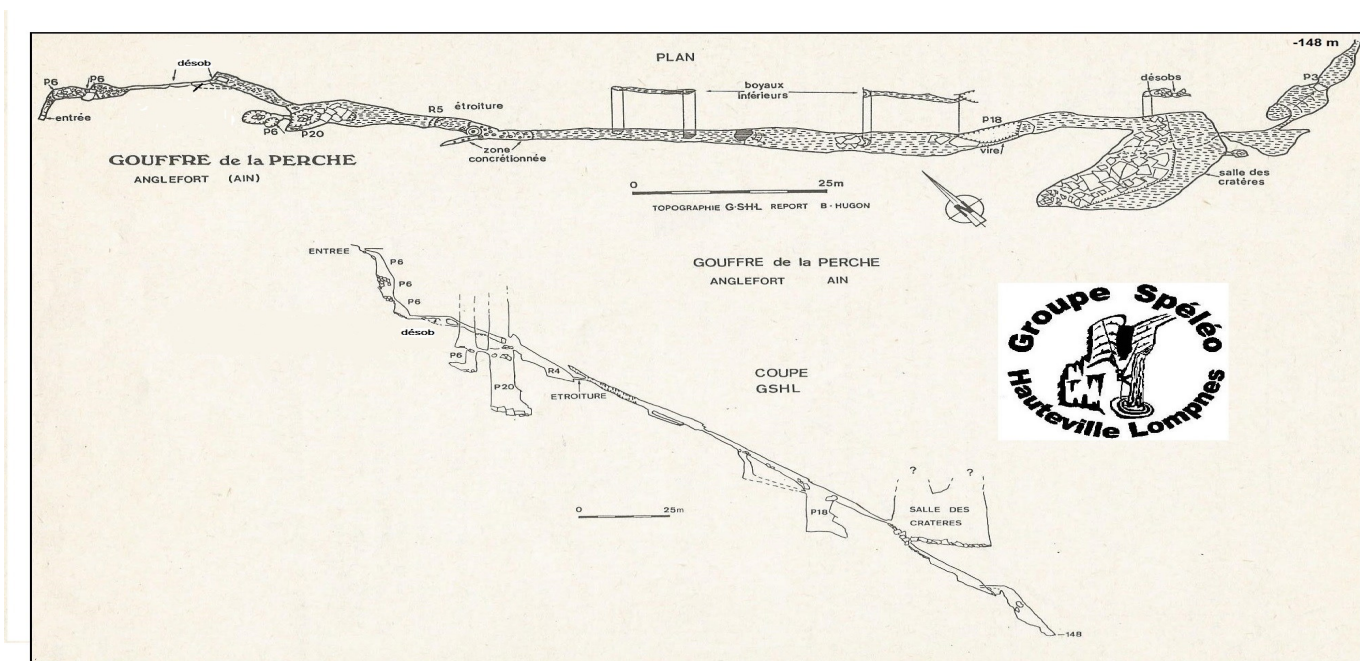 -148 m
PLAN
désob
P6
P6
entrée
P6
P20
R5
étroiture
zone
concrétionnée
boyaux
inférieurs
P18
vire
désobs
P3
salle des
cratères
GOUFFRE de la PERCHE
ANGLEFORT (AIN)
0 25m
TOPOGRAPHIE G.S.H.L REPORT B. HUGON
N
GOUFFRE de la PERCHE
ANGLEFORT AIN
ENTREE
P6
P6
P6
désob
P6
P20
R4
ETROITURE
COUPE
GSHL
0 25m
P18
? ?
SALLE DES
CRATERES
-148
Groupe Spéléo
Hauteville Lompnes